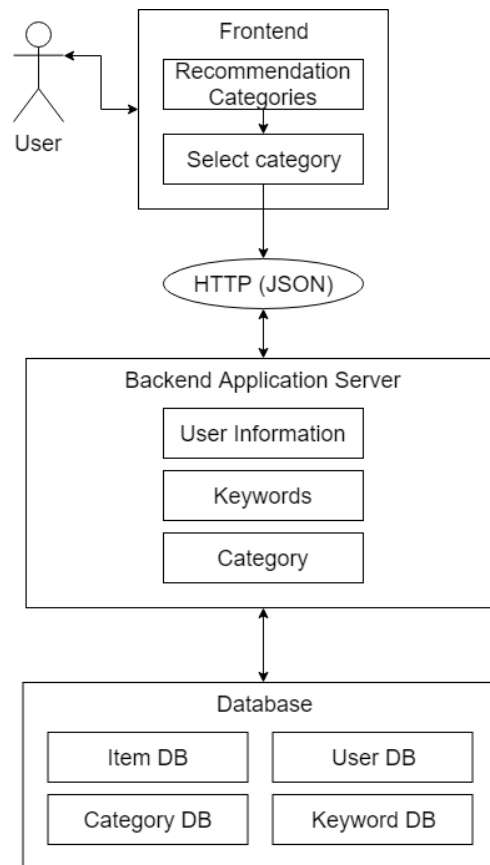 Frontend
Recommendation
Categories
User
Select category
HTTP (JSON)
Backend Application Server
User Information
Keywords
Category
Database
Item DB
User DB
Category DB
Keyword DB